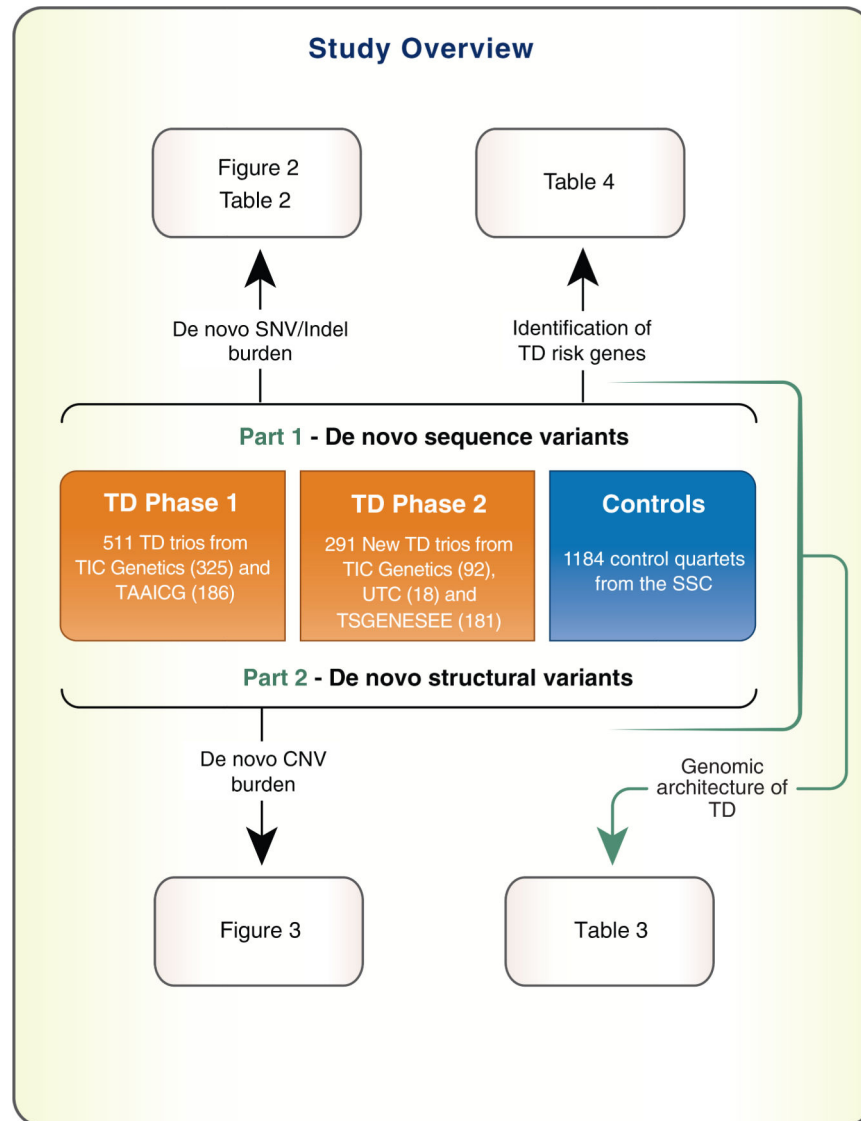 Study Overview
Figure 2
Table 2
Table 4
De novo SNV/Indel
burden
Identification of
TD risk genes
Part 1 - De novo sequence variants
TD Phase 1
511 TD trios from
TIC Genetics (325) and
TAAICG (186)
TD Phase 2
291 New TD trios from
TIC Genetics (92),
UTC (18) and
TSGENESEE (181)
Controls
1184 control quartets
from the SSC
Part 2 - De novo structural variants
De novo CNV
burden
Genomic
architecture of
TD
Figure 3
Table 3